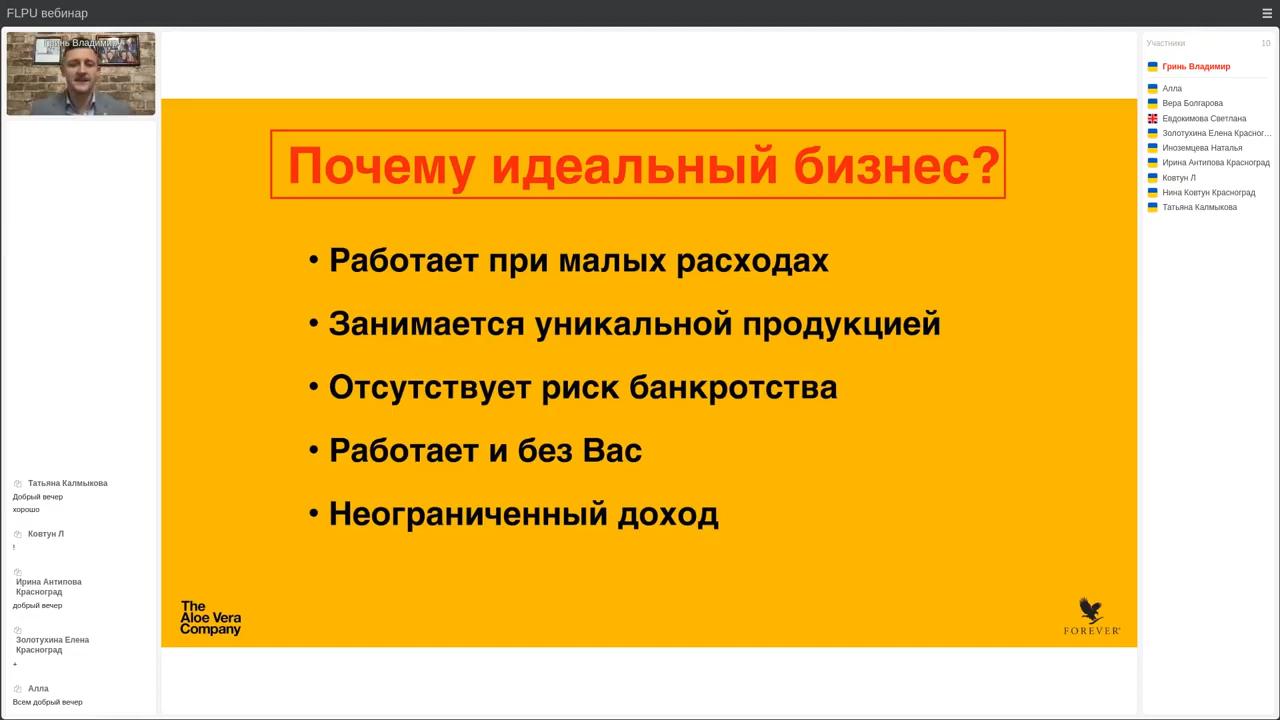 FLPU вебинар
Гринь Владимир
Почему идеальный бизнес?
• Работает при малых расходах
• Занимается уникальной продукцией
• Отсутствует риск банкротства
• Работает и без Вас
• Неограниченный доход
The
Aloe Vera
Company
FOREVER
Татьяна Калмыкова
Добрый вечер
хорошо
Ковтун Л
!
Ирина Антипова
Красноград
добрый вечер
Золотухина Елена
Красноград
+
Алла
Всем добрый вечер
Участники 10
Гринь Владимир
Алла
Вера Болгарова
Евдокимова Светлана
Золотухина Елена Красног...
Иноземцева Наталья
Ирина Антипова Красноград
Ковтун Л
Нина Ковтун Красноград
Татьяна Калмыкова